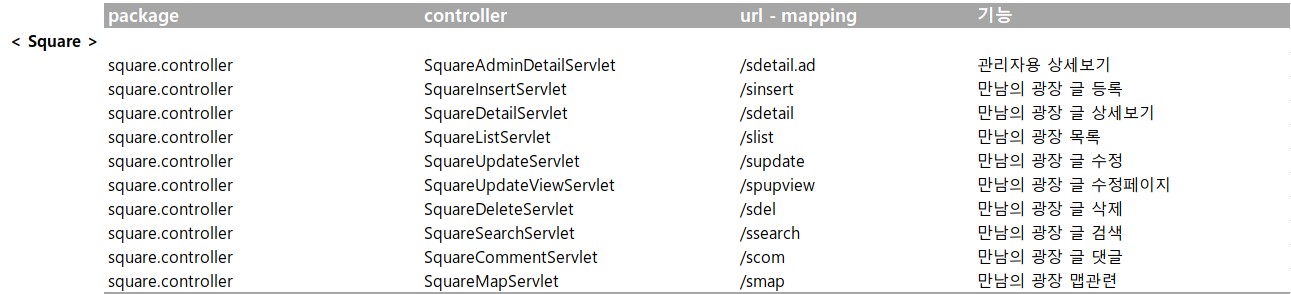 package controller url - mapping 기능
< Square >
square.controller SquareAdminDetailServlet /sdetail.ad 관리자용 상세보기
square.controller SquareInsertServlet /sinsert 만남의 광장 글 등록
square.controller SquareDetailServlet /sdetail 만남의 광장 글 상세보기
square.controller SquareListServlet /slist 만남의 광장 목록
square.controller SquareUpdateServlet /supdate 만남의 광장 글 수정
square.controller SquareUpdateViewServlet /spupview 만남의 광장 글 수정페이지
square.controller SquareDeleteServlet /sdel 만남의 광장 글 삭제
square.controller SquareSearchServlet /ssearch 만남의 광장 글 검색
square.controller SquareCommentServlet /scom 만남의 광장 글 댓글
square.controller SquareMapServlet /smap 만남의 광장 맵관련